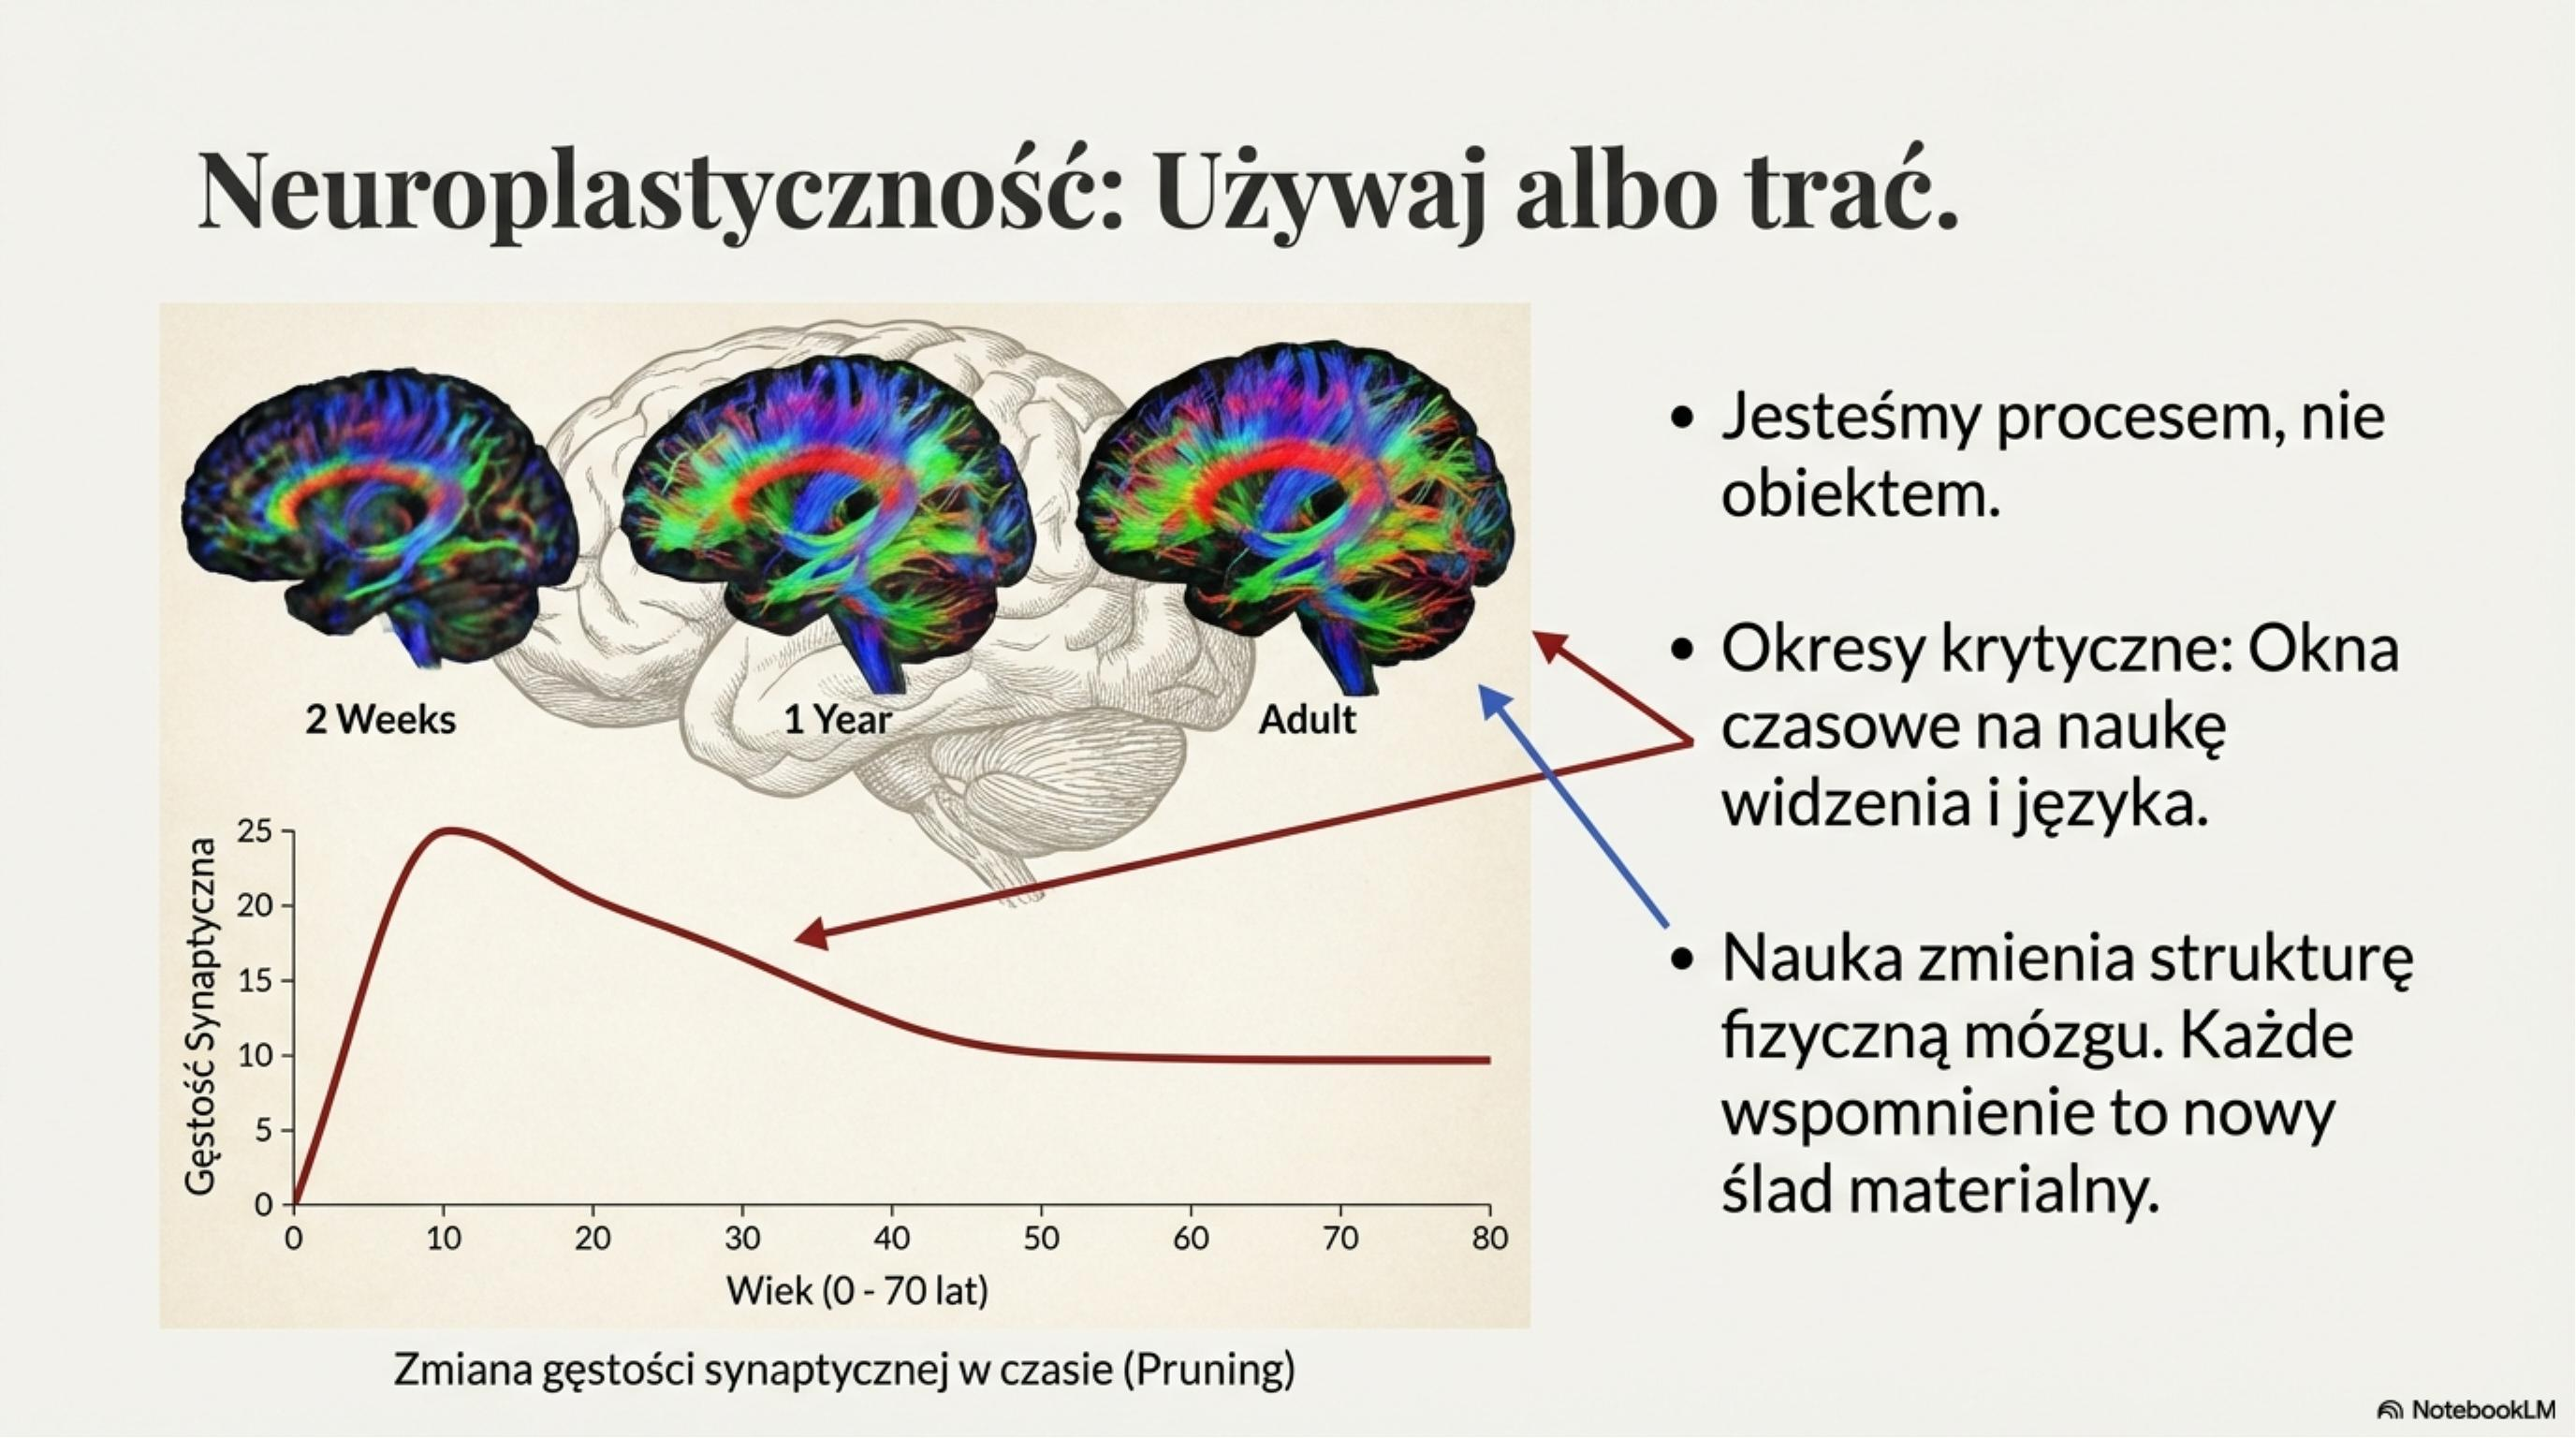 Neuroplastyczność: Używaj albo trać.
2 Weeks
1 Year
Adult
Gęstość Synaptyczna
25
20
15
10
5
0
0 10 20 30 40 50 60 70 80
Wiek (0 - 70 lat)
Zmiana gęstości synaptycznej w czasie (Pruning)
• Jesteśmy procesem, nie
obiektem.
• Okresy krytyczne: Okna
czasowe na naukę
widzenia i języka.
• Nauka zmienia strukturę
fizyczną mózgu. Każde
wspomnienie to nowy
ślad materialny.
NotebookLM